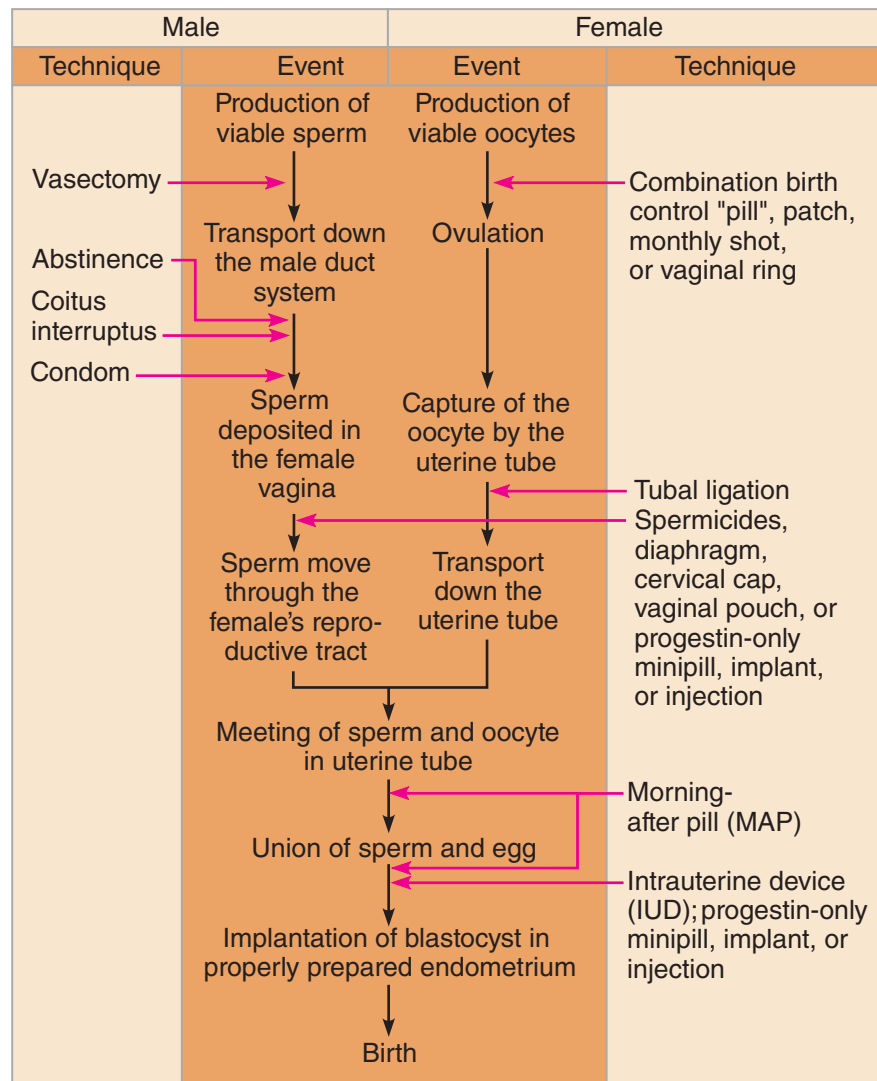 Male
Female
Technique
Event
Event
Technique
Production of
viable sperm
Production of
viable oocytes
Vasectomy
Combination birth
control "pill", patch,
monthly shot,
or vaginal ring
Transport down
the male duct
system
Ovulation
Abstinence
Coitus
interruptus
Condom
Sperm
deposited in
the female
vagina
Capture of the
oocyte by the
uterine tube
Tubal ligation
Spermicides,
diaphragm,
cervical cap,
vaginal pouch, or
progestin-only
minipill, implant,
or injection
Sperm move
through the
female's repro-
ductive tract
Transport
down the
uterine tube
Meeting of sperm and oocyte
in uterine tube
Morning-
after pill (MAP)
Union of sperm and egg
Intrauterine device
(IUD); progestin-only
minipill, implant, or
injection
Implantation of blastocyst in
properly prepared endometrium
Birth